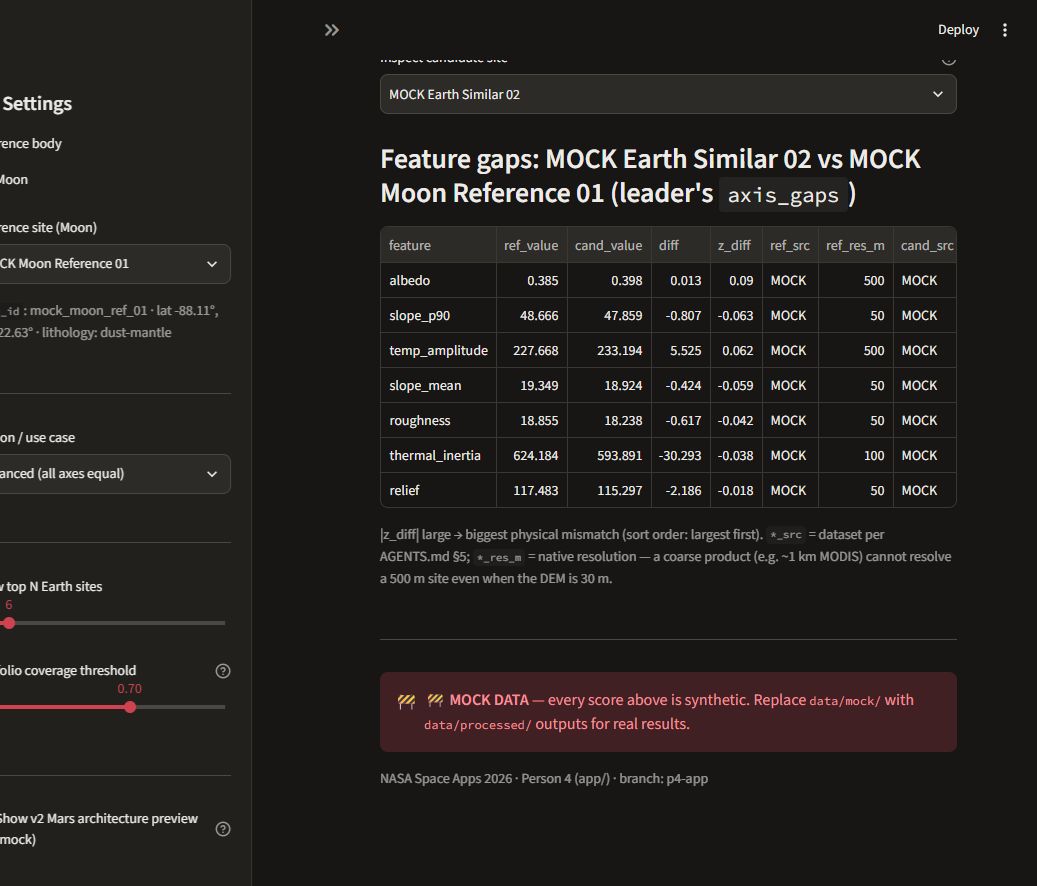 Deploy
Settings
rence body
Moon
rence site (Moon)
CK Moon Reference 01
_id : mock_moon_ref_01 · lat -88.11°,
22.63° · lithology: dust-mantle
on / use case
anced (all axes equal)
v top N Earth sites
6
olio coverage threshold
0.70
Show v2 Mars architecture preview
mock)
Inspect candidate site
MOCK Earth Similar 02
Feature gaps: MOCK Earth Similar 02 vs MOCK
Moon Reference 01 (leader's axis_gaps )
feature ref_value cand_value diff z_diff ref_src ref_res_m cand_src
albedo 0.385 0.398 0.013 0.09 MOCK 500 MOCK
slope_p90 48.666 47.859 -0.807 -0.063 MOCK 50 MOCK
temp_amplitude 227.668 233.194 5.525 0.062 MOCK 500 MOCK
slope_mean 19.349 18.924 -0.424 -0.059 MOCK 50 MOCK
roughness 18.855 18.238 -0.617 -0.042 MOCK 50 MOCK
thermal_inertia 624.184 593.891 -30.293 -0.038 MOCK 100 MOCK
relief 117.483 115.297 -2.186 -0.018 MOCK 50 MOCK
|z_diff| large → biggest physical mismatch (sort order: largest first). *_src = dataset per
AGENTS.md §5; *_res_m = native resolution — a coarse product (e.g. ~1 km MODIS) cannot resolve
a 500 m site even when the DEM is 30 m.
🚧 🚧 MOCK DATA — every score above is synthetic. Replace data/mock/ with
data/processed/ outputs for real results.
NASA Space Apps 2026 · Person 4 (app/) · branch: p4-app